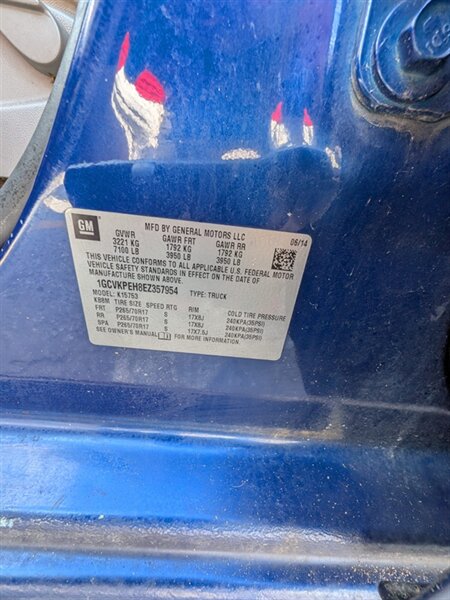 GM
MFD BY GENERAL MOTORS LLC 06/14
GVWR GAWR FRT GAWR RR
3221 KG 1792 KG 1792 KG
7100 LB 3950 LB 3950 LB
THIS VEHICLE CONFORMS TO ALL APPLICABLE U.S. FEDERAL MOTOR
VEHICLE SAFETY STANDARDS IN EFFECT ON THE DATE OF
MANUFACTURE SHOWN ABOVE.
1GCVKPEH8EZ357954
MODEL: K15753 TYPE: TRUCK
KBBM TIRE SIZE SPEED RTG RIM COLD TIRE PRESSURE
FRT P265/70R17 S 17X8J 240KPA(35PSI)
RR P265/70R17 S 17X8J 240KPA(35PSI)
SPA P265/70R17 S 17X7.5J 240KPA(35PSI)
SEE OWNER'S MANUAL FOR MORE INFORMATION.